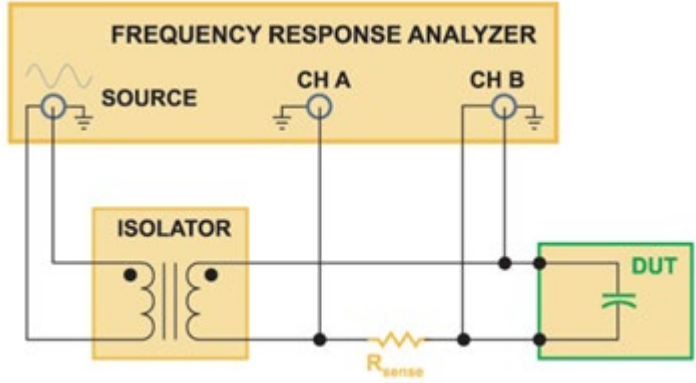 FREQUENCY RESPONSE ANALYZER
SOURCE
CH A
CH B
ISOLATOR
DUT
Rsense